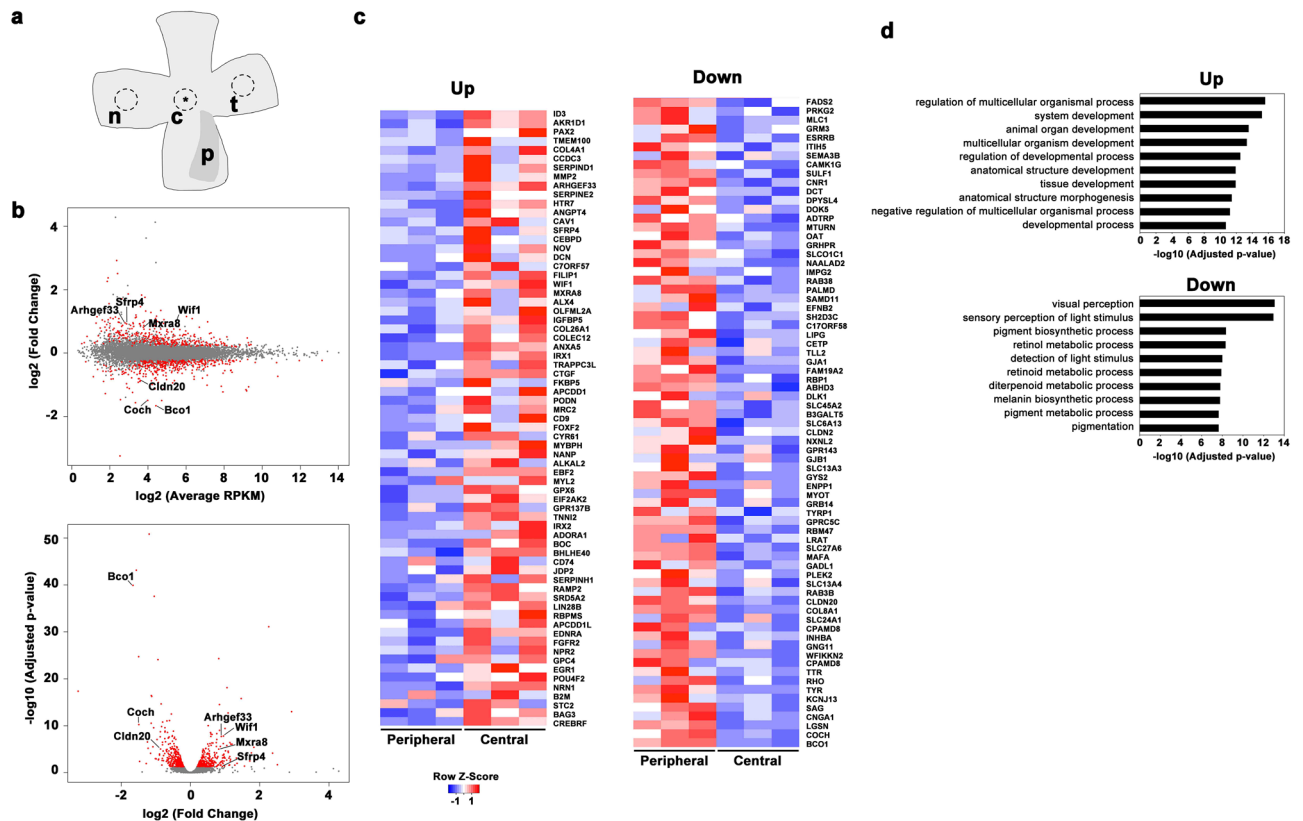 a
n
c
*
t
p
b
log2 (Fold Change)
4
2
0
-2
Arhgef33
Sfrp4
Wif1
Mxra8
Cldn20
Coch
Bco1
0 2 4 6 8 10 12 14
log2 (Average RPKM)
-log10 (Adjusted p-value)
50
40
30
20
10
0
Bco1
Coch
Cldn20
Arhgef33
Wif1
Mxra8
Sfrp4
-2 0 2 4
log2 (Fold Change)
c
Up
ID3
AKR1D1
PAX2
TMEM100
COL4A1
CCDC3
SERPIND1
MMP2
ARHGEF33
SERPINE2
HTR7
ANGPT4
CAV1
SFRP4
CEBPD
NOV
DCN
C7ORF57
FILIP1
WIF1
MXRA8
ALX4
OLFML2A
IGFBP5
COL26A1
COLEC12
ANXA5
IRX1
TRAPPC3L
CTGF
FKBP5
APCDD1
PODN
MRC2
CD9
FOXF2
CYR61
MYBPH
NANP
ALKAL2
EBF2
MYL2
GPX6
EIF2AK2
GPR137B
TNNI2
IRX2
ADORA1
BOC
BHLHE40
CD74
JDP2
SERPINH1
RAMP2
SRD5A2
LIN28B
RBPMS
APCDD1L
EDNRA
FGFR2
NPR2
GPC4
EGR1
POU4F2
NRN1
B2M
STC2
BAG3
CREBRF
Peripheral Central
Row Z-Score
-1 1
Down
FADS2
PRKG2
MLC1
GRM3
ESRRB
ITIH5
SEMA3B
CAMK1G
SULF1
CNR1
DCT
DPYSL4
DOK5
ADTRP
MTURN
OAT
GRHPR
SLCO1C1
NAALAD2
IMPG2
RAB38
PALMD
SAMD11
EFNB2
SH2D3C
C17ORF58
LIPG
CETP
TLL2
GJA1
FAM19A2
RBP1
ABHD3
DLK1
SLC45A2
B3GALT5
SLC6A13
CLDN2
NXNL2
GPR143
GJB1
SLC13A3
GYS2
ENPP1
MYOT
GRB14
TYRP1
GPRC5C
RBM47
LRAT
SLC27A6
MAFA
GADL1
PLEK2
SLC13A4
RAB3B
CLDN20
COL8A1
SLC24A1
CPAMD8
INHBA
GNG11
WFIKKN2
CPAMD8
TTR
RHO
TYR
KCNJ13
SAG
CNGA1
LGSN
COCH
BCO1
Peripheral Central
d
Up
regulation of multicellular organismal process
system development
animal organ development
multicellular organism development
regulation of developmental process
anatomical structure development
tissue development
anatomical structure morphogenesis
negative regulation of multicellular organismal process
developmental process
0 2 4 6 8 10 12 14 16 18
-log10 (Adjusted p-value)
Down
visual perception
sensory perception of light stimulus
pigment biosynthetic process
retinol metabolic process
detection of light stimulus
retinoid metabolic process
diterpenoid metabolic process
melanin biosynthetic process
pigment metabolic process
pigmentation
0 2 4 6 8 10 12 14
-log10 (Adjusted p-value)